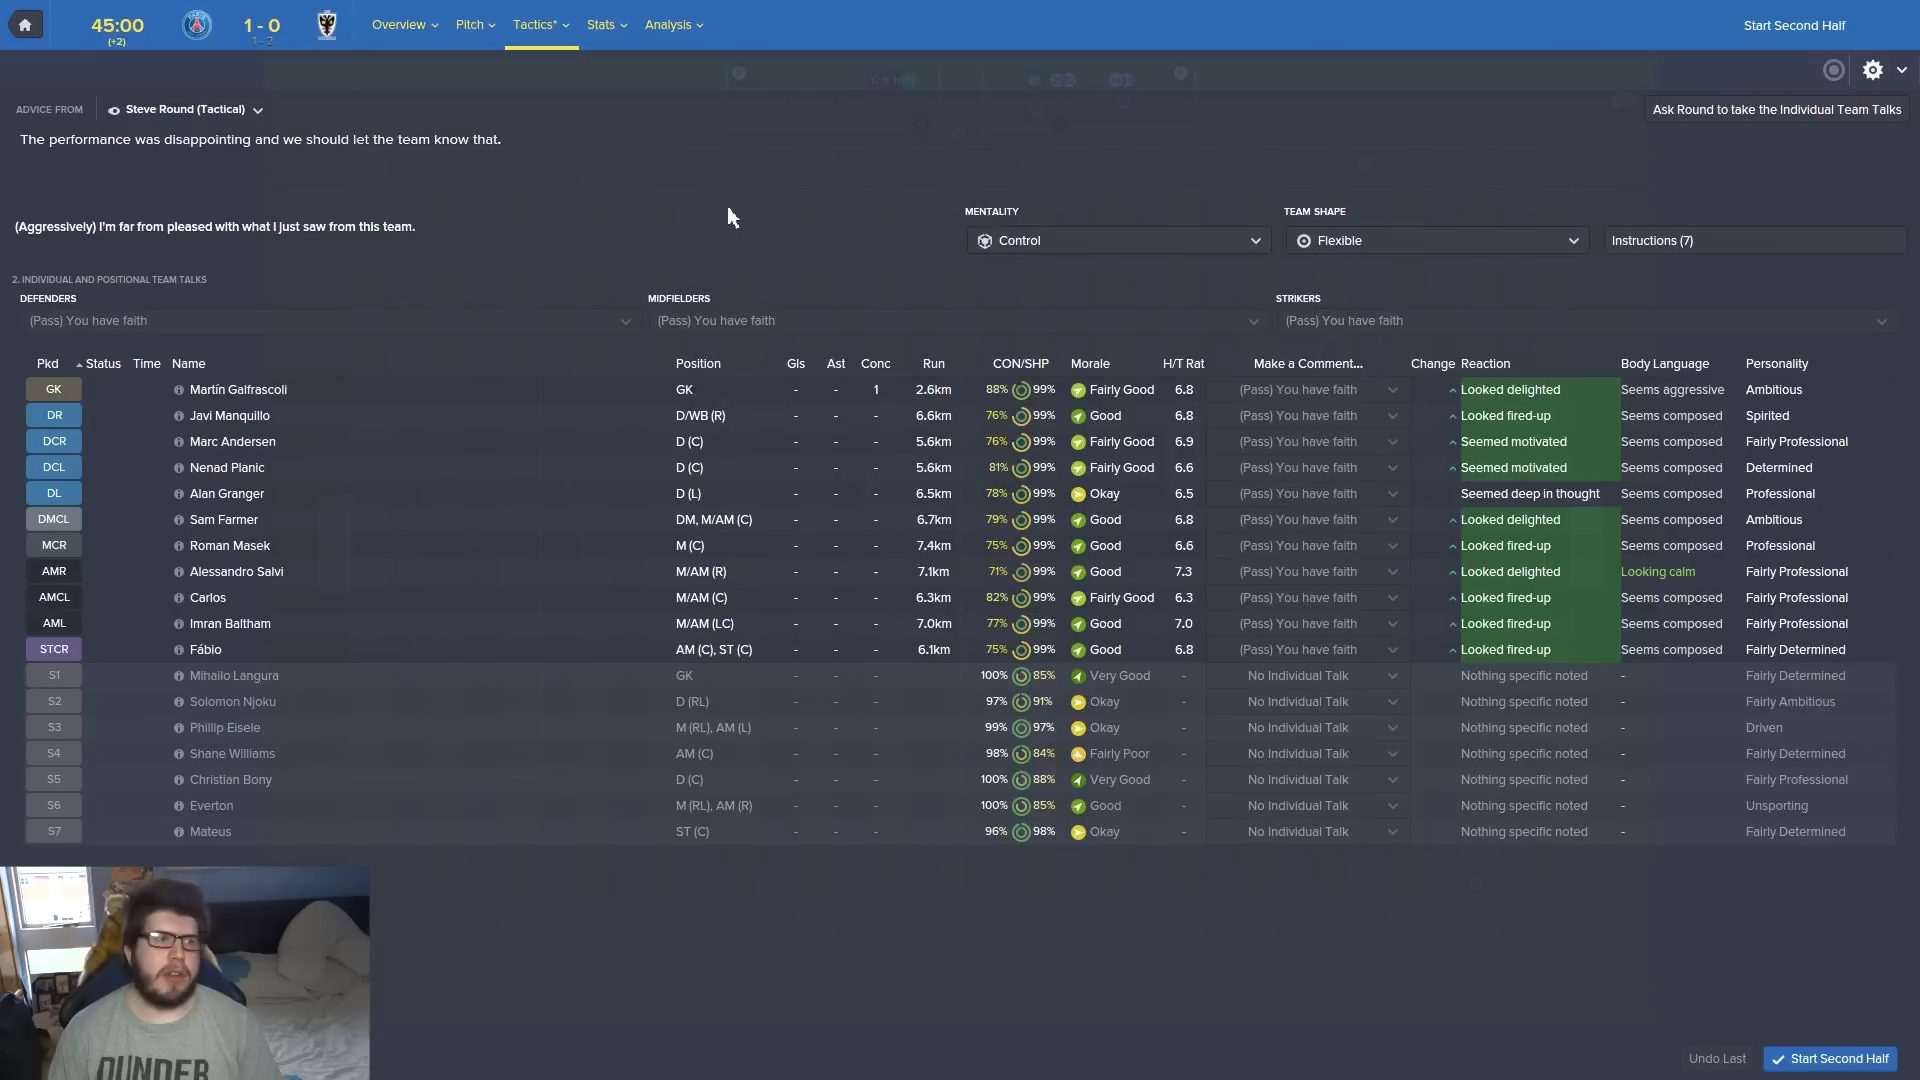 45:00
(+2)
1 - 0
1 - 2
Overview
Pitch
Tactics*
Stats
Analysis
Start Second Half
ADVICE FROM
Steve Round (Tactical)
Ask Round to take the Individual Team Talks
The performance was disappointing and we should let the team know that.
MENTALITY
TEAM SHAPE
(Aggressively) I'm far from pleased with what I just saw from this team.
Control
Flexible
Instructions (7)
2. INDIVIDUAL AND POSITIONAL TEAM TALKS
DEFENDERS
MIDFIELDERS
STRIKERS
(Pass) You have faith
(Pass) You have faith
(Pass) You have faith
Pkd Status Time Name Position Gls Ast Conc Run CON/SHP Morale H/T Rat Make a Comment... Change Reaction Body Language Personality
GK Martín Galfrascoli GK - - 1 2.6km 88% 99% Fairly Good 6.8 (Pass) You have faith Looked delighted Seems aggressive Ambitious
DR Javi Manquillo D/WB (R) - - - 6.6km 76% 99% Good 6.8 (Pass) You have faith Looked fired-up Seems composed Spirited
DCR Marc Andersen D (C) - - - 5.6km 76% 99% Fairly Good 6.9 (Pass) You have faith Seemed motivated Seems composed Fairly Professional
DCL Nenad Planic D (C) - - - 5.6km 81% 99% Fairly Good 6.6 (Pass) You have faith Seemed motivated Seems composed Determined
DL Alan Granger D (L) - - - 6.5km 78% 99% Okay 6.5 (Pass) You have faith Seemed deep in thought Seems composed Professional
DMCL Sam Farmer DM, M/AM (C) - - - 6.7km 79% 99% Good 6.8 (Pass) You have faith Looked delighted Seems composed Ambitious
MCR Roman Masek M (C) - - - 7.4km 75% 99% Good 6.6 (Pass) You have faith Looked fired-up Seems composed Professional
AMR Alessandro Salvi M/AM (R) - - - 7.1km 71% 99% Good 7.3 (Pass) You have faith Looked delighted Looking calm Fairly Professional
AMCL Carlos M/AM (C) - - - 6.3km 82% 99% Fairly Good 6.3 (Pass) You have faith Looked fired-up Seems composed Fairly Professional
AML Imran Baltham M/AM (LC) - - - 7.0km 77% 99% Good 7.0 (Pass) You have faith Looked fired-up Seems composed Fairly Professional
STCR Fábio AM (C), ST (C) - - - 6.1km 75% 99% Good 6.8 (Pass) You have faith Looked fired-up Seems composed Fairly Determined
S1 Mihailo Langura GK 100% 85% Very Good - No Individual Talk Nothing specific noted - Fairly Determined
S2 Solomon Njoku D (RL) - - - 97% 91% Okay - No Individual Talk Nothing specific noted - Fairly Ambitious
S3 Phillip Eisele M (RL), AM (L) - - - 99% 97% Okay - No Individual Talk Nothing specific noted - Driven
S4 Shane Williams AM (C) - - - 98% 84% Fairly Poor - No Individual Talk Nothing specific noted - Fairly Determined
S5 Christian Bony D (C) - - - 100% 88% Very Good - No Individual Talk Nothing specific noted - Fairly Professional
S6 Everton M (RL), AM (R) - - - 100% 85% Good - No Individual Talk Nothing specific noted - Unsporting
S7 Mateus ST (C) - - - 96% 98% Okay - No Individual Talk Nothing specific noted - Fairly Determined
Undo Last
Start Second Half